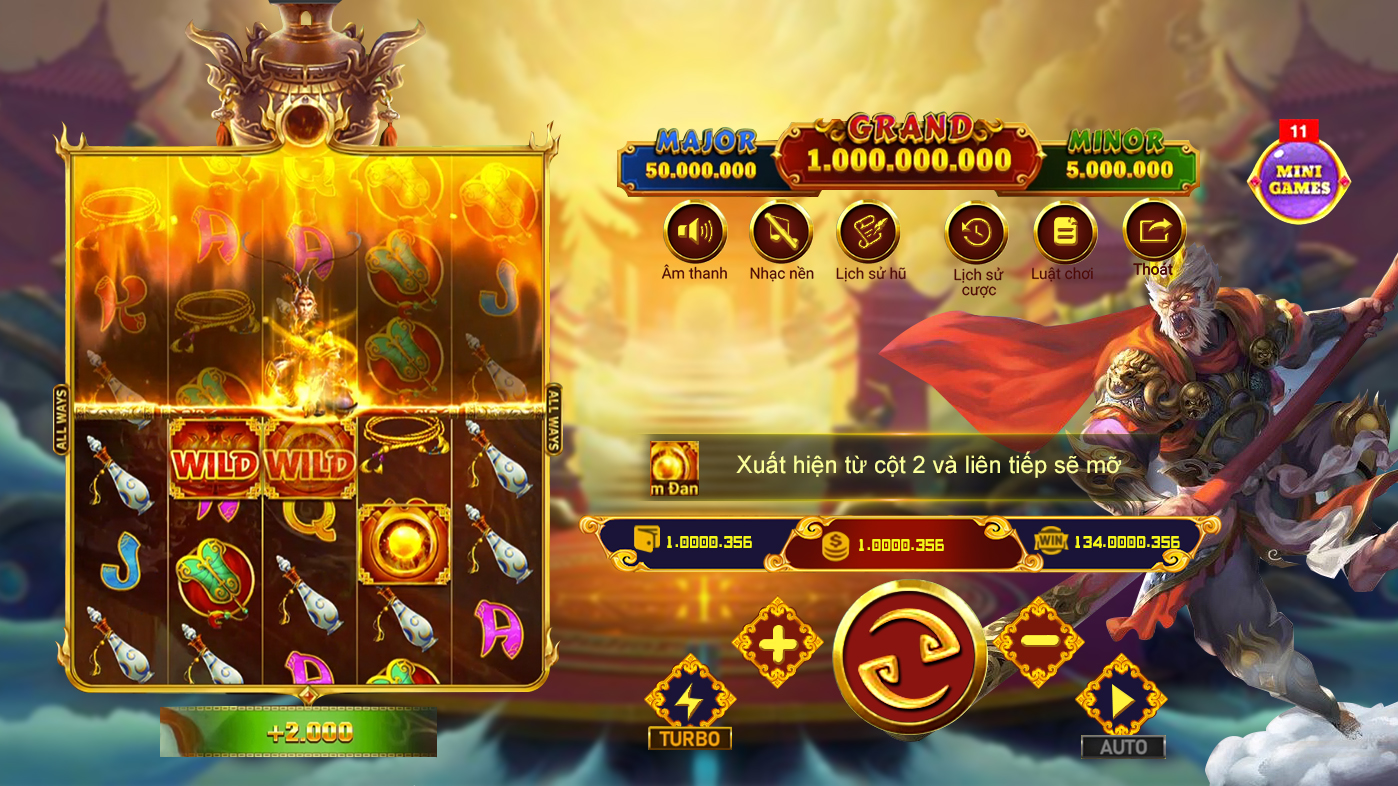 MAJOR
50.000.000
GRAND
1.000.000.000
MINOR
5.000.000
11
MINI
GAMES
Âm thanh
Nhạc nền
Lịch sử hũ
Lịch sử
cược
Luật chơi
Thoát
K
A
Q
A
J
ALL WAYS
ALL WAYS
WILD
WILD
Q
J
A
A
m Đan
Xuất hiện từ cột 2 và liên tiếp sẽ mỡ
1.0000.356
$
1.0000.356
WIN
134.0000.356
+2.000
TURBO
AUTO